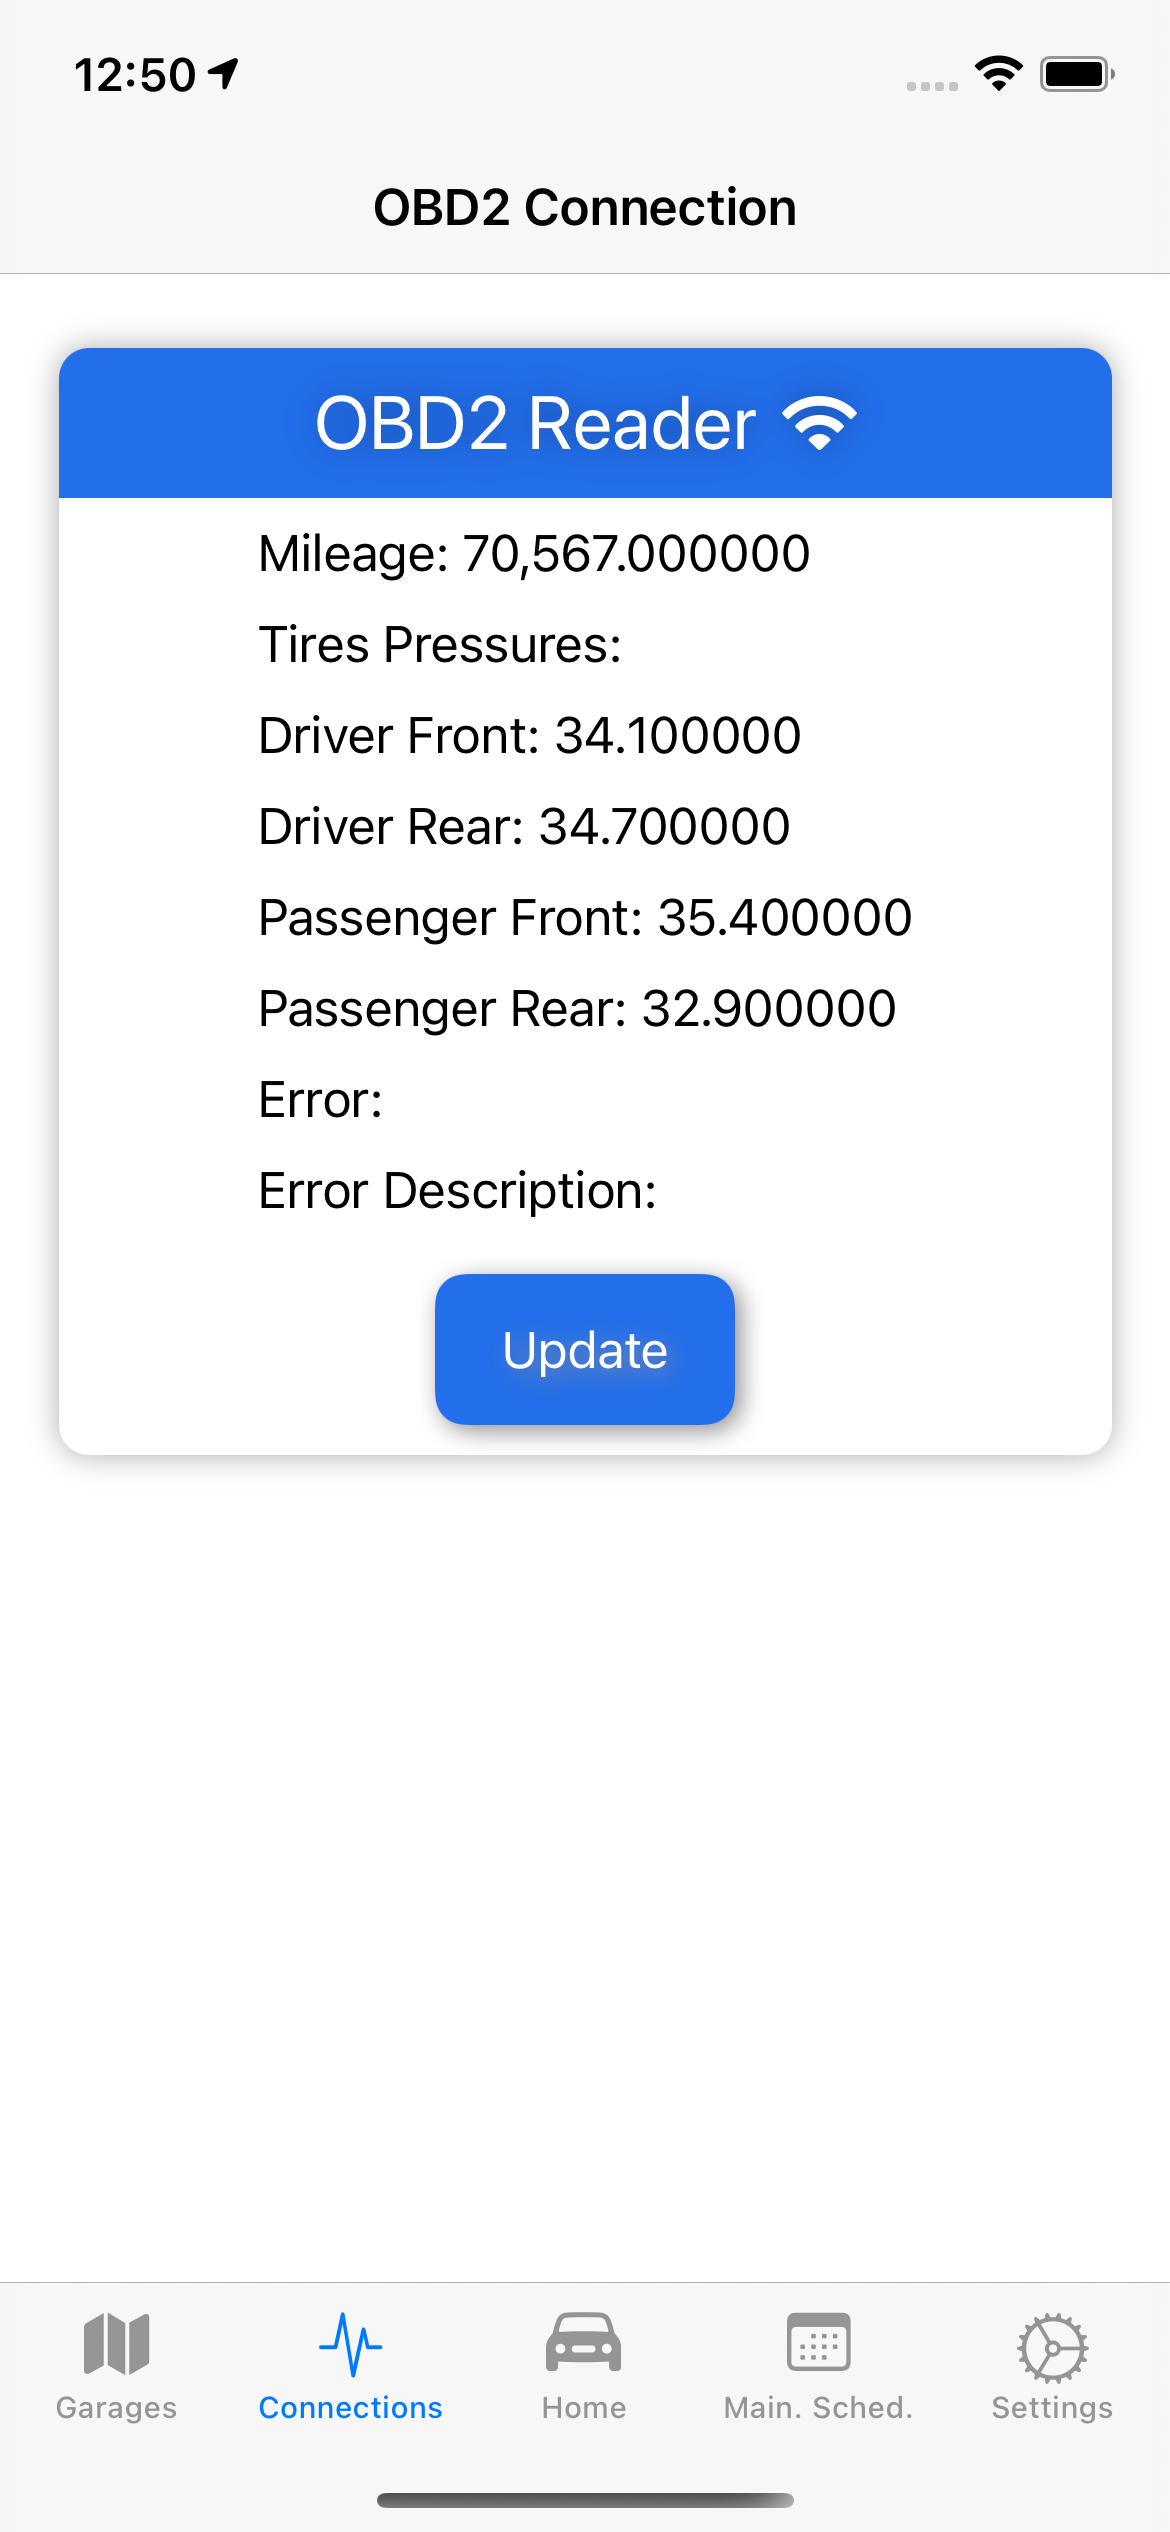 12:50
OBD2 Connection
OBD2 Reader
Mileage: 70,567.000000
Tires Pressures:
Driver Front: 34.100000
Driver Rear: 34.700000
Passenger Front: 35.400000
Passenger Rear: 32.900000
Error:
Error Description:
Update
Garages Connections Home Main. Sched. Settings